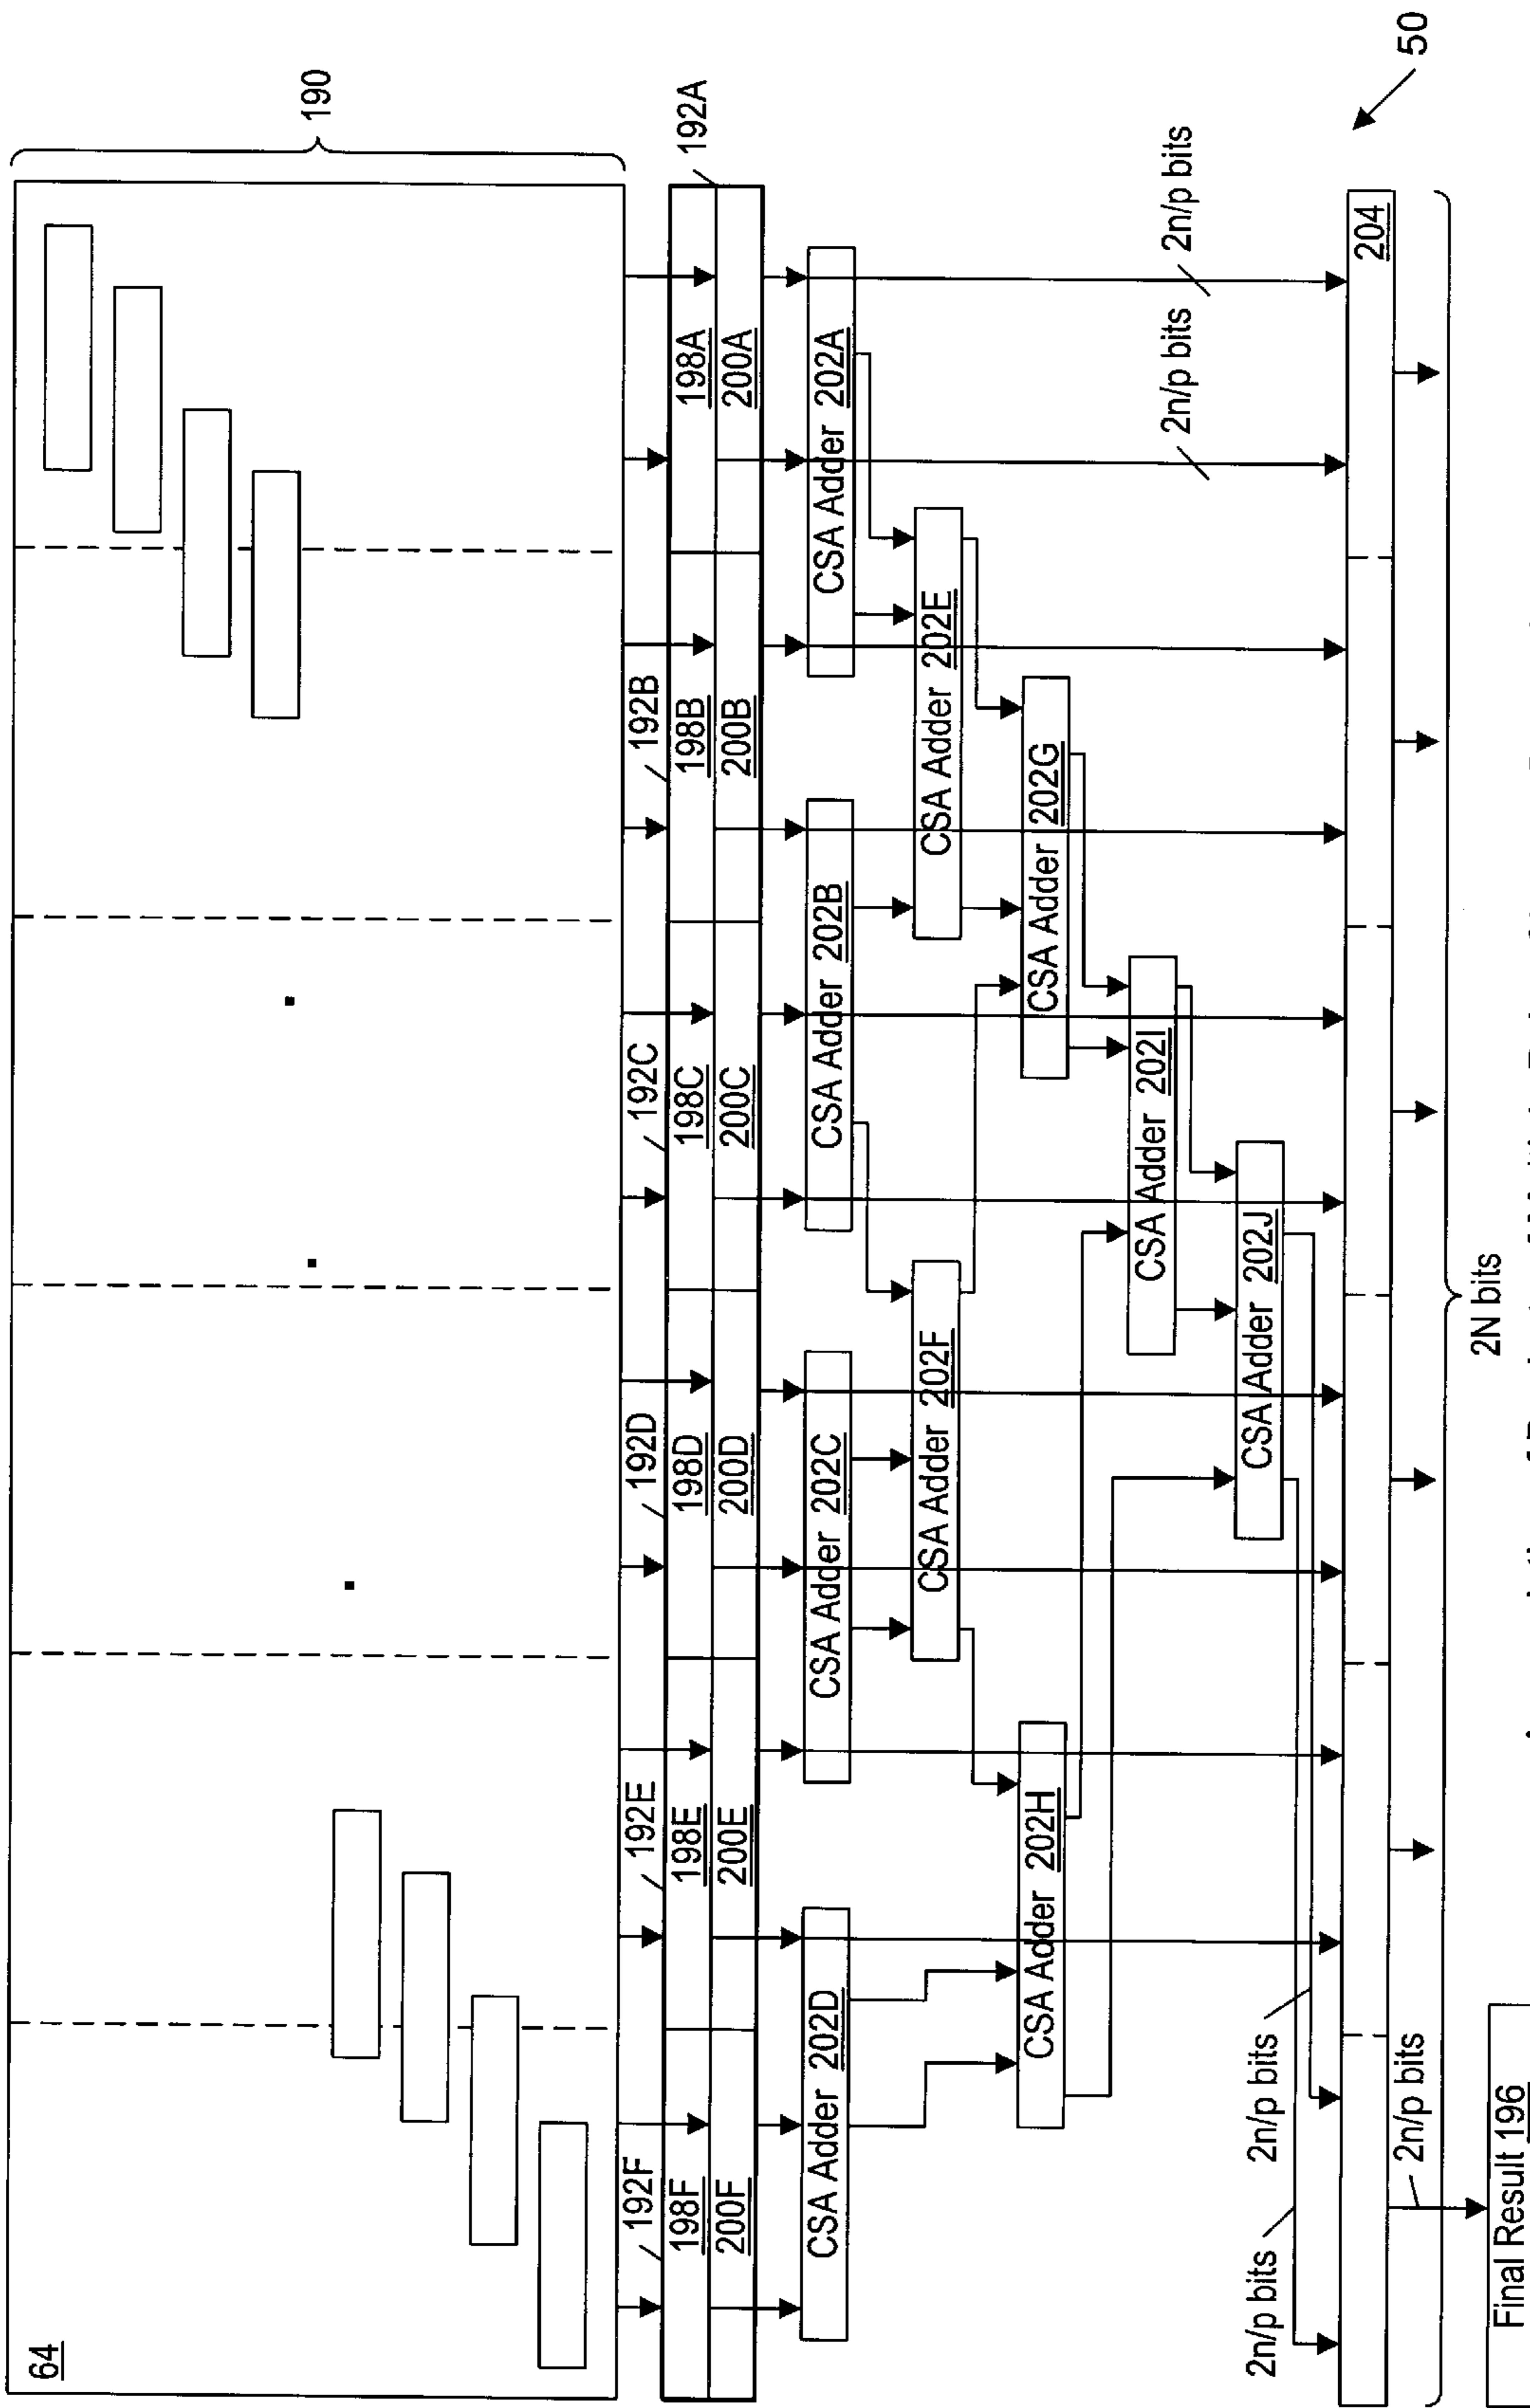 64
190
192F
192E
192D
192C
192B
192A
198F
198E
198D
198C
198B
198A
200F
200E
200D
200C
200B
200A
CSA Adder 202D
CSA Adder 202C
CSA Adder 202B
CSA Adder 202A
CSA Adder 202F
CSA Adder 202E
CSA Adder 202H
CSA Adder 202G
CSA Adder 202I
CSA Adder 202J
2n/p bits
2n/p bits
2n/p bits
2n/p bits
204
2n/p bits
2N bits
50
Final Result 196